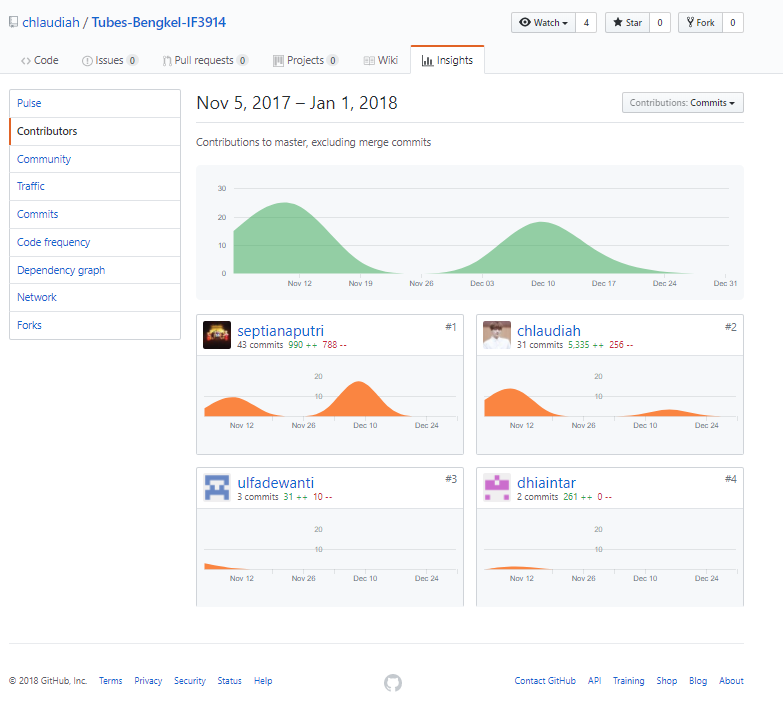 chlaudiah / Tubes-Bengkel-IF3914
Watch 4 Star 0 Fork 0
Code Issues 0 Pull requests 0 Projects 0 Wiki Insights
Pulse
Contributors
Community
Traffic
Commits
Code frequency
Dependency graph
Network
Forks
Nov 5, 2017 – Jan 1, 2018
Contributions: Commits
Contributions to master, excluding merge commits
30
20
10
0
Nov 12 Nov 19 Nov 26 Dec 03 Dec 10 Dec 17 Dec 24 Dec 31
septianaputri #1
43 commits 990 ++ 788 --
20
10
Nov 12 Nov 26 Dec 10 Dec 24
chlaudiah #2
31 commits 5,335 ++ 256 --
20
10
Nov 12 Nov 26 Dec 10 Dec 24
ulfadewanti #3
3 commits 31 ++ 10 --
20
10
Nov 12 Nov 26 Dec 10 Dec 24
dhiaintar #4
2 commits 261 ++ 0 --
20
10
Nov 12 Nov 26 Dec 10 Dec 24
© 2018 GitHub, Inc. Terms Privacy Security Status Help
Contact GitHub API Training Shop Blog About